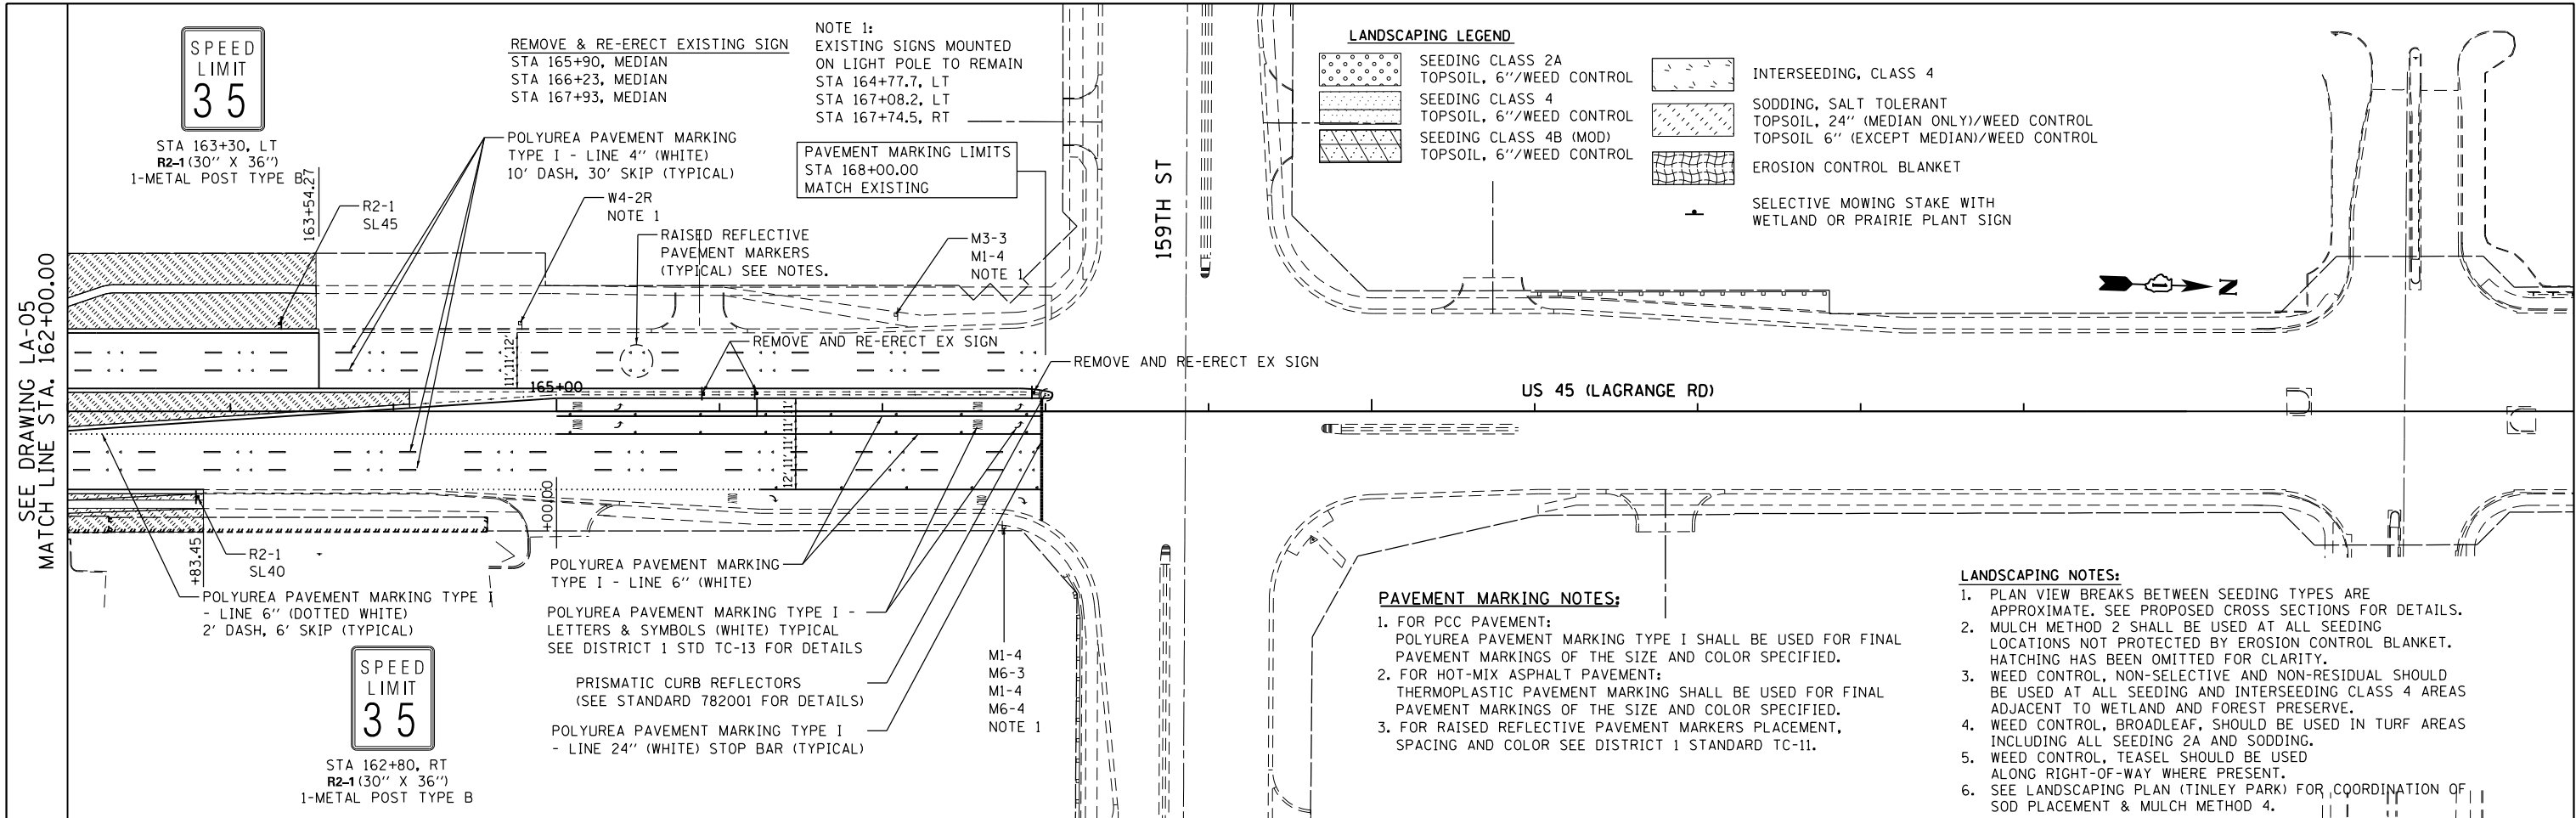 SEE DRAWING LA-05
MATCH LINE STA. 162+00.00
SPEED
LIMIT
35
STA 163+30, LT
R2-1 (30'' X 36'')
1-METAL POST TYPE B
163+54.27
R2-1
SL45
REMOVE & RE-ERECT EXISTING SIGN
STA 165+90, MEDIAN
STA 166+23, MEDIAN
STA 167+93, MEDIAN
POLYUREA PAVEMENT MARKING
TYPE I - LINE 4'' (WHITE)
10' DASH, 30' SKIP (TYPICAL)
W4-2R
NOTE 1
RAISED REFLECTIVE
PAVEMENT MARKERS
(TYPICAL) SEE NOTES.
NOTE 1:
EXISTING SIGNS MOUNTED
ON LIGHT POLE TO REMAIN
STA 164+77.7, LT
STA 167+08.2, LT
STA 167+74.5, RT
PAVEMENT MARKING LIMITS
STA 168+00.00
MATCH EXISTING
M3-3
M1-4
NOTE 1
159TH ST
LANDSCAPING LEGEND
SEEDING CLASS 2A
TOPSOIL, 6''/WEED CONTROL
SEEDING CLASS 4
TOPSOIL, 6''/WEED CONTROL
SEEDING CLASS 4B (MOD)
TOPSOIL, 6''/WEED CONTROL
INTERSEEDING, CLASS 4
SODDING, SALT TOLERANT
TOPSOIL, 24'' (MEDIAN ONLY)/WEED CONTROL
TOPSOIL 6'' (EXCEPT MEDIAN)/WEED CONTROL
EROSION CONTROL BLANKET
SELECTIVE MOWING STAKE WITH
WETLAND OR PRAIRIE PLANT SIGN
N
11' 11' 12'
REMOVE AND RE-ERECT EX SIGN
REMOVE AND RE-ERECT EX SIGN
165+00
US 45 (LAGRANGE RD)
ONLY
ONLY
ONLY
ONLY
12' 11' 11' 11' 11'
ONLY
ONLY
+00.00
+83.45
R2-1
SL40
POLYUREA PAVEMENT MARKING TYPE I
- LINE 6'' (DOTTED WHITE)
2' DASH, 6' SKIP (TYPICAL)
SPEED
LIMIT
35
STA 162+80, RT
R2-1 (30'' X 36'')
1-METAL POST TYPE B
POLYUREA PAVEMENT MARKING
TYPE I - LINE 6'' (WHITE)
POLYUREA PAVEMENT MARKING TYPE I -
LETTERS & SYMBOLS (WHITE) TYPICAL
SEE DISTRICT 1 STD TC-13 FOR DETAILS
PRISMATIC CURB REFLECTORS
(SEE STANDARD 782001 FOR DETAILS)
POLYUREA PAVEMENT MARKING TYPE I
- LINE 24'' (WHITE) STOP BAR (TYPICAL)
M1-4
M6-3
M1-4
M6-4
NOTE 1
PAVEMENT MARKING NOTES:
1. FOR PCC PAVEMENT:
POLYUREA PAVEMENT MARKING TYPE I SHALL BE USED FOR FINAL
PAVEMENT MARKINGS OF THE SIZE AND COLOR SPECIFIED.
2. FOR HOT-MIX ASPHALT PAVEMENT:
THERMOPLASTIC PAVEMENT MARKING SHALL BE USED FOR FINAL
PAVEMENT MARKINGS OF THE SIZE AND COLOR SPECIFIED.
3. FOR RAISED REFLECTIVE PAVEMENT MARKERS PLACEMENT,
SPACING AND COLOR SEE DISTRICT 1 STANDARD TC-11.
LANDSCAPING NOTES:
1. PLAN VIEW BREAKS BETWEEN SEEDING TYPES ARE
APPROXIMATE. SEE PROPOSED CROSS SECTIONS FOR DETAILS.
2. MULCH METHOD 2 SHALL BE USED AT ALL SEEDING
LOCATIONS NOT PROTECTED BY EROSION CONTROL BLANKET.
HATCHING HAS BEEN OMITTED FOR CLARITY.
3. WEED CONTROL, NON-SELECTIVE AND NON-RESIDUAL SHOULD
BE USED AT ALL SEEDING AND INTERSEEDING CLASS 4 AREAS
ADJACENT TO WETLAND AND FOREST PRESERVE.
4. WEED CONTROL, BROADLEAF, SHOULD BE USED IN TURF AREAS
INCLUDING ALL SEEDING 2A AND SODDING.
5. WEED CONTROL, TEASEL SHOULD BE USED
ALONG RIGHT-OF-WAY WHERE PRESENT.
6. SEE LANDSCAPING PLAN (TINLEY PARK) FOR COORDINATION OF
SOD PLACEMENT & MULCH METHOD 4.